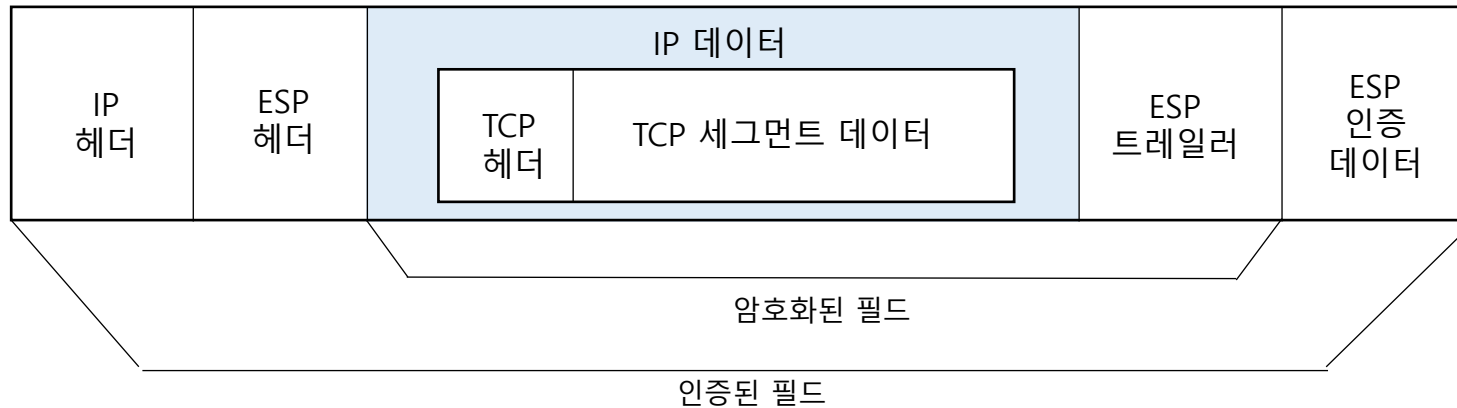 IP 데이터
IP
헤더
ESP
헤더
TCP
헤더
TCP 세그먼트 데이터
ESP
트레일러
ESP
인증
데이터
암호화된 필드
인증된 필드